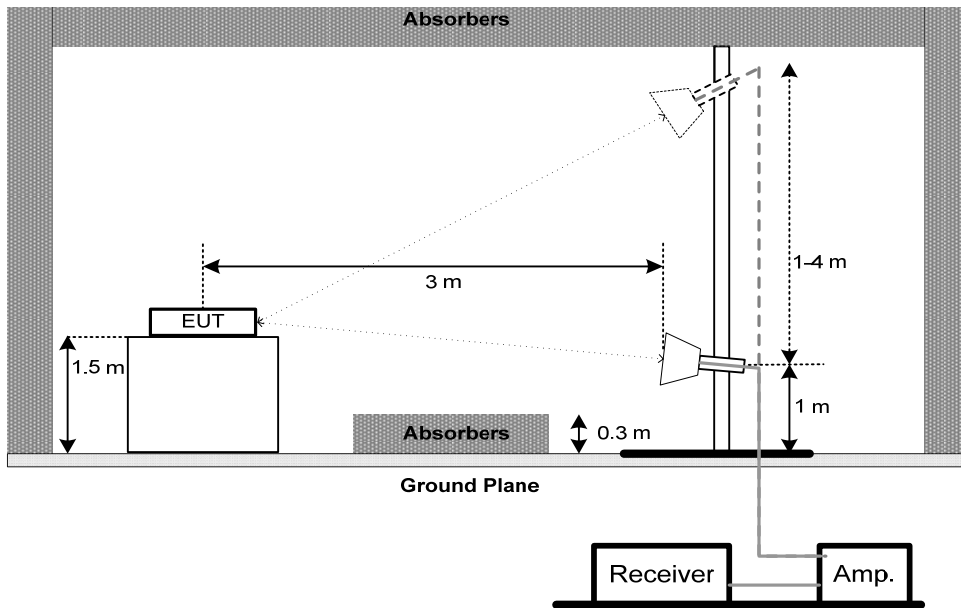 Absorbers
1-4 m
3 m
EUT
1.5 m
1 m
Absorbers
0.3 m
Ground Plane
Receiver
Amp.